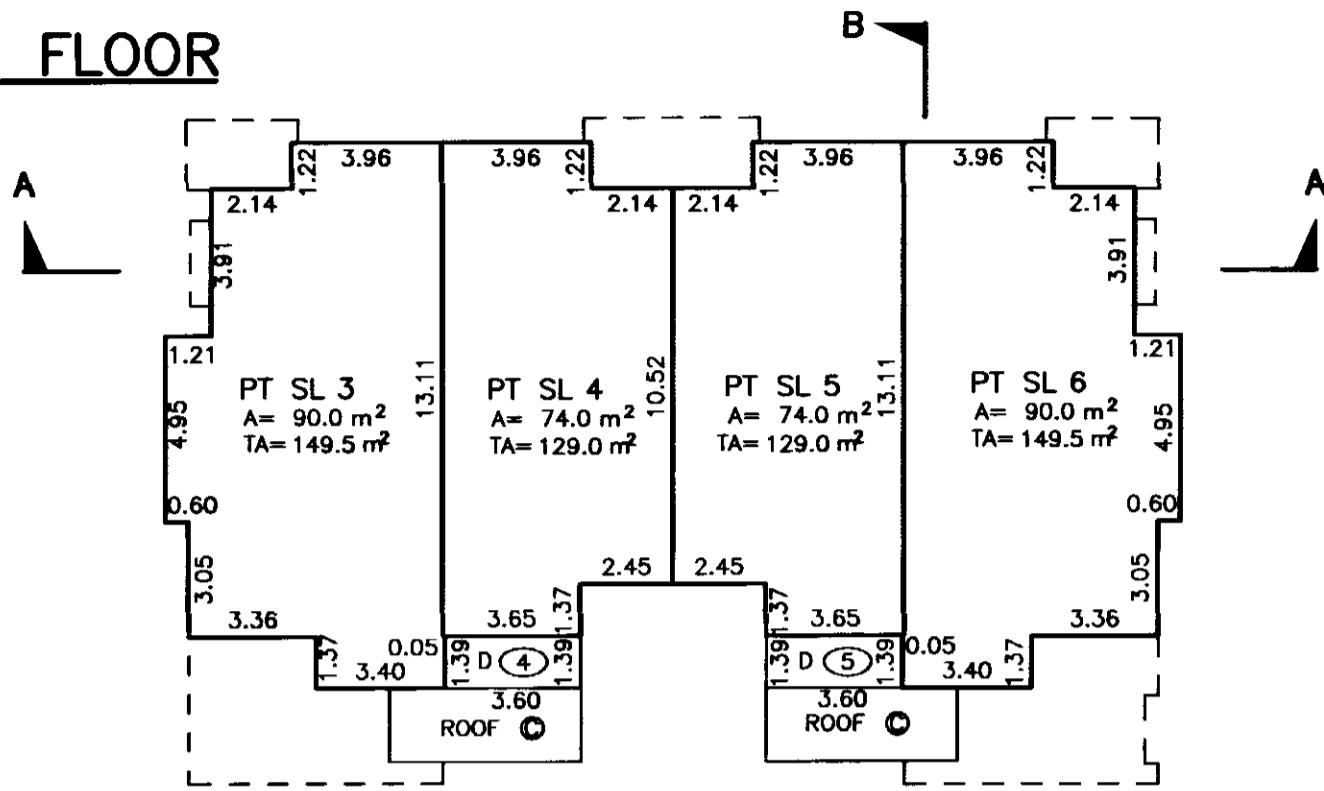 FLOOR
B
A
A
3.96
1.22
3.96
1.22
1.22
3.96
3.96
1.22
2.14
2.14
2.14
2.14
3.91
3.91
1.21
1.21
13.11
10.52
13.11
PT SL 3
A= 90.0 m²
TA= 149.5 m²
PT SL 4
A= 74.0 m²
TA= 129.0 m²
PT SL 5
A= 74.0 m²
TA= 129.0 m²
PT SL 6
A= 90.0 m²
TA= 149.5 m²
4.95
4.95
0.60
0.60
3.05
3.05
2.45
2.45
3.36
1.37
3.65
1.37
1.37
3.65
3.36
1.37
0.05
0.05
3.40
3.40
1.39
D 4
1.39
1.39
D 5
1.39
3.60
3.60
ROOF C
ROOF C